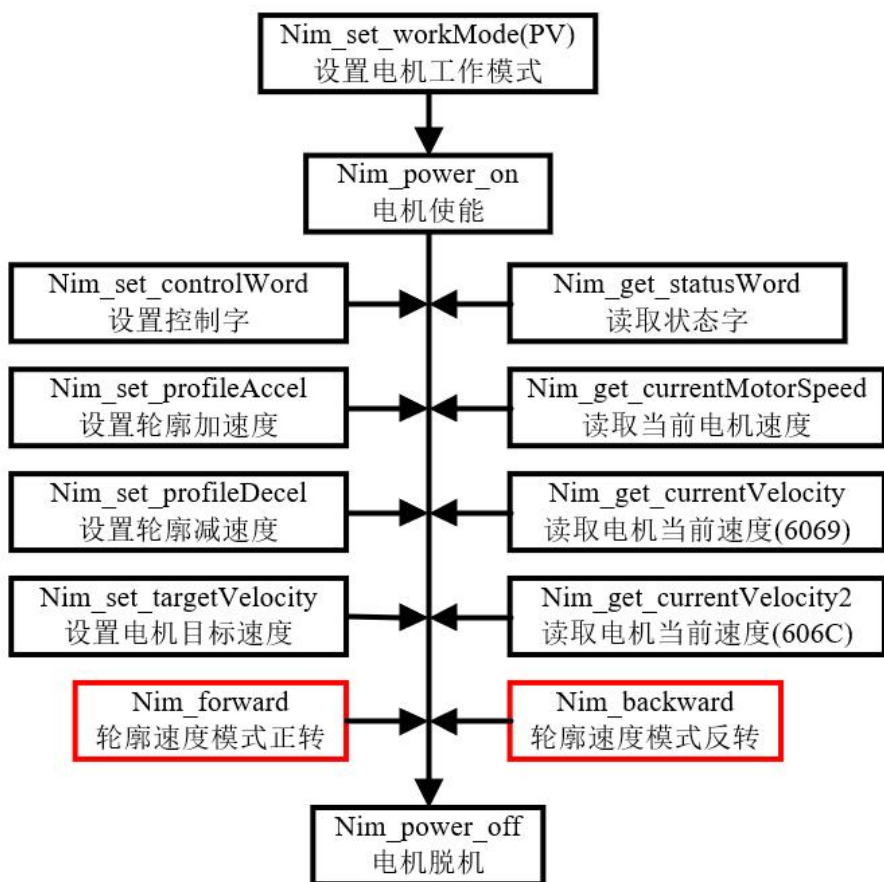 Nim_set_workMode(PV)
设置电机工作模式
Nim_power_on
电机使能
Nim_set_controlWord
设置控制字
Nim_get_statusWord
读取状态字
Nim_set_profileAccel
设置轮廓加速度
Nim_get_currentMotorSpeed
读取当前电机速度
Nim_set_profileDecel
设置轮廓减速度
Nim_get_currentVelocity
读取电机当前速度(6069)
Nim_set_targetVelocity
设置电机目标速度
Nim_get_currentVelocity2
读取电机当前速度(606C)
Nim_forward
轮廓速度模式正转
Nim_backward
轮廓速度模式反转
Nim_power_off
电机脱机